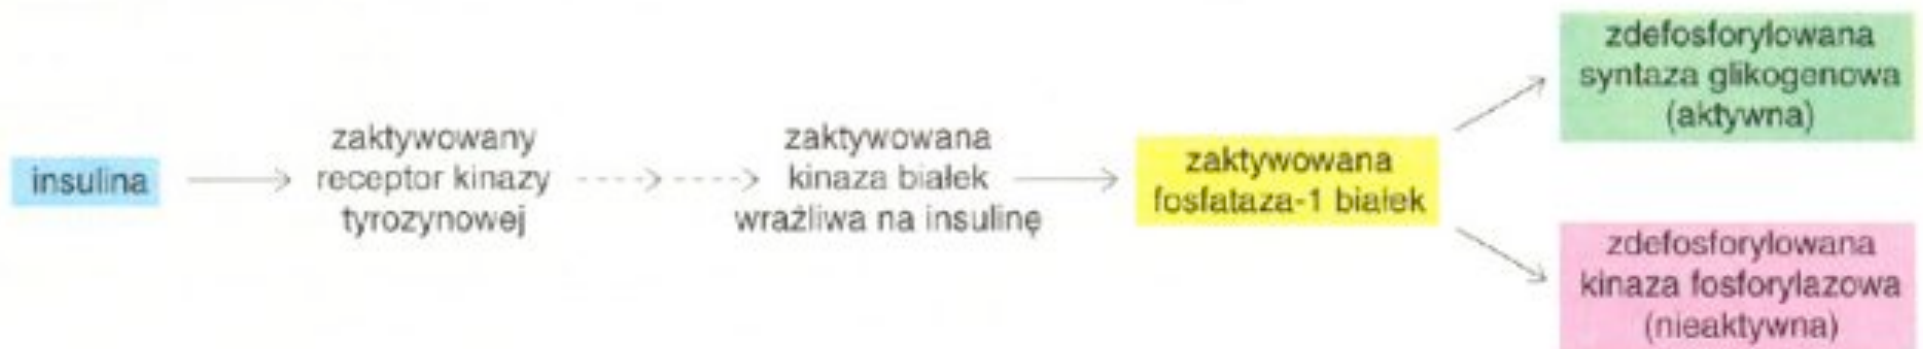 insulina
zaktywowany
receptor kinazy
tyrozynowej
zaktywowana
kinaza białek
wrażliwa na insulinę
zaktywowana
fosfataza-1 białek
zdefosforylowana
syntaza glikogenowa
(aktywna)
zdefosforylowana
kinaza fosforylazowa
(nieaktywna)